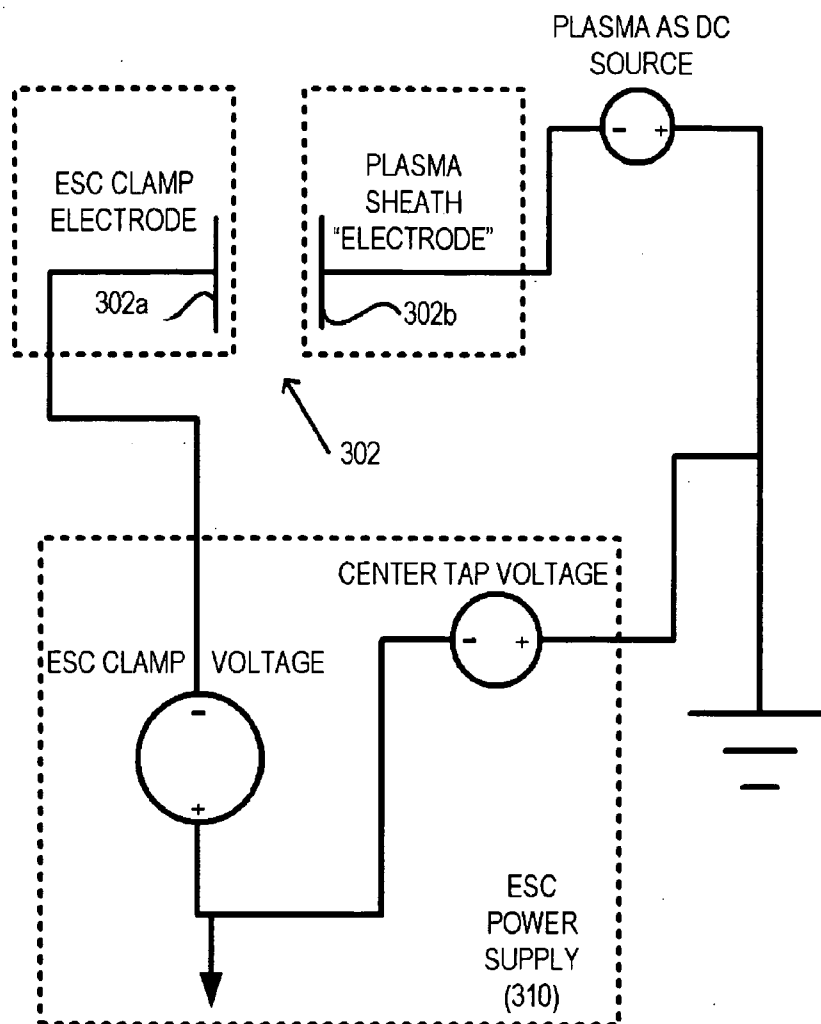 PLASMA AS DC
SOURCE
- +
ESC CLAMP
ELECTRODE
PLASMA
SHEATH
"ELECTRODE"
302a
302b
302
CENTER TAP VOLTAGE
- +
ESC CLAMP VOLTAGE
-
+
ESC
POWER
SUPPLY
(310)